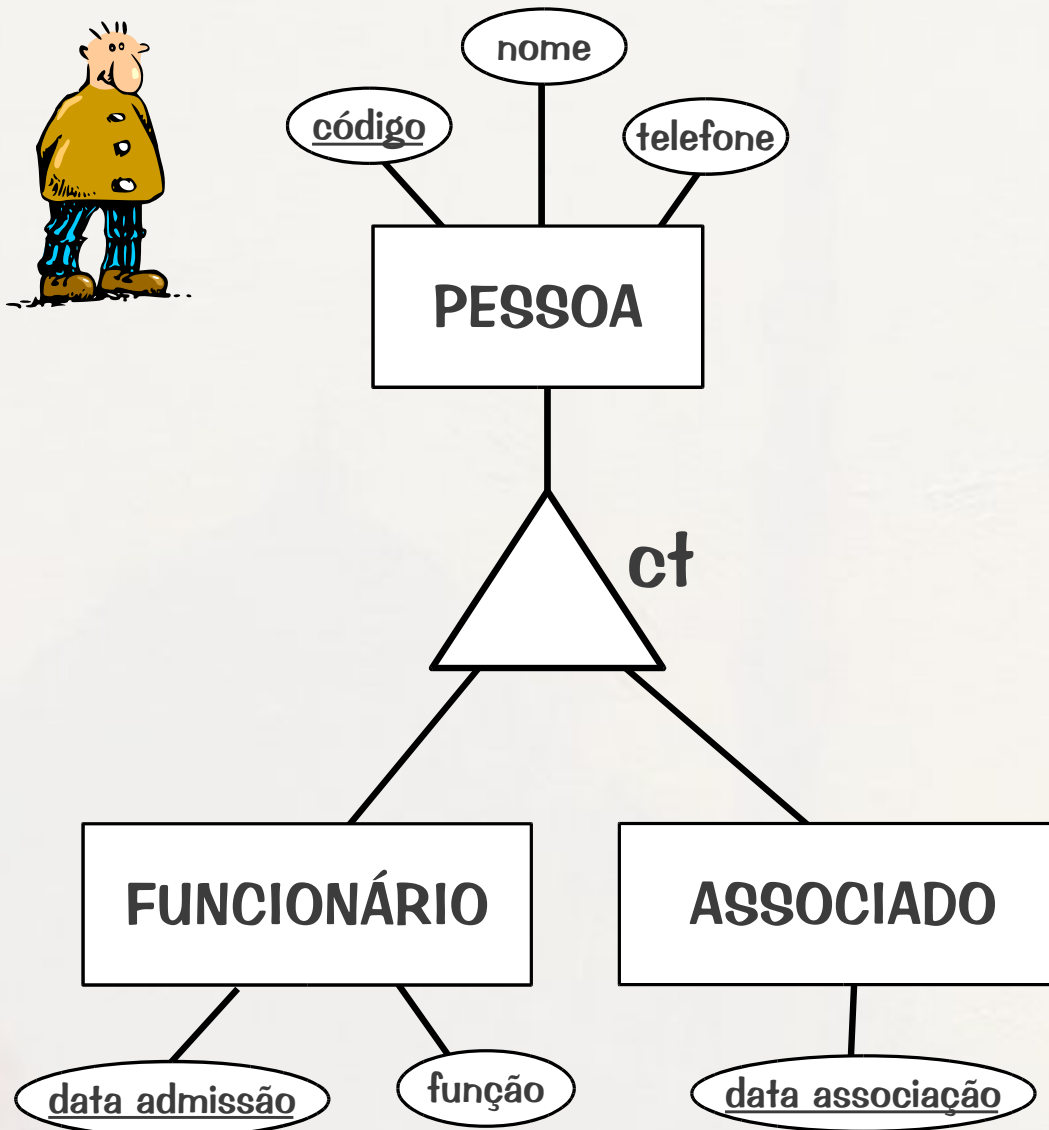 nome
código
telefone
PESSOA
ct
FUNCIONÁRIO
ASSOCIADO
data admissão
função
data associação